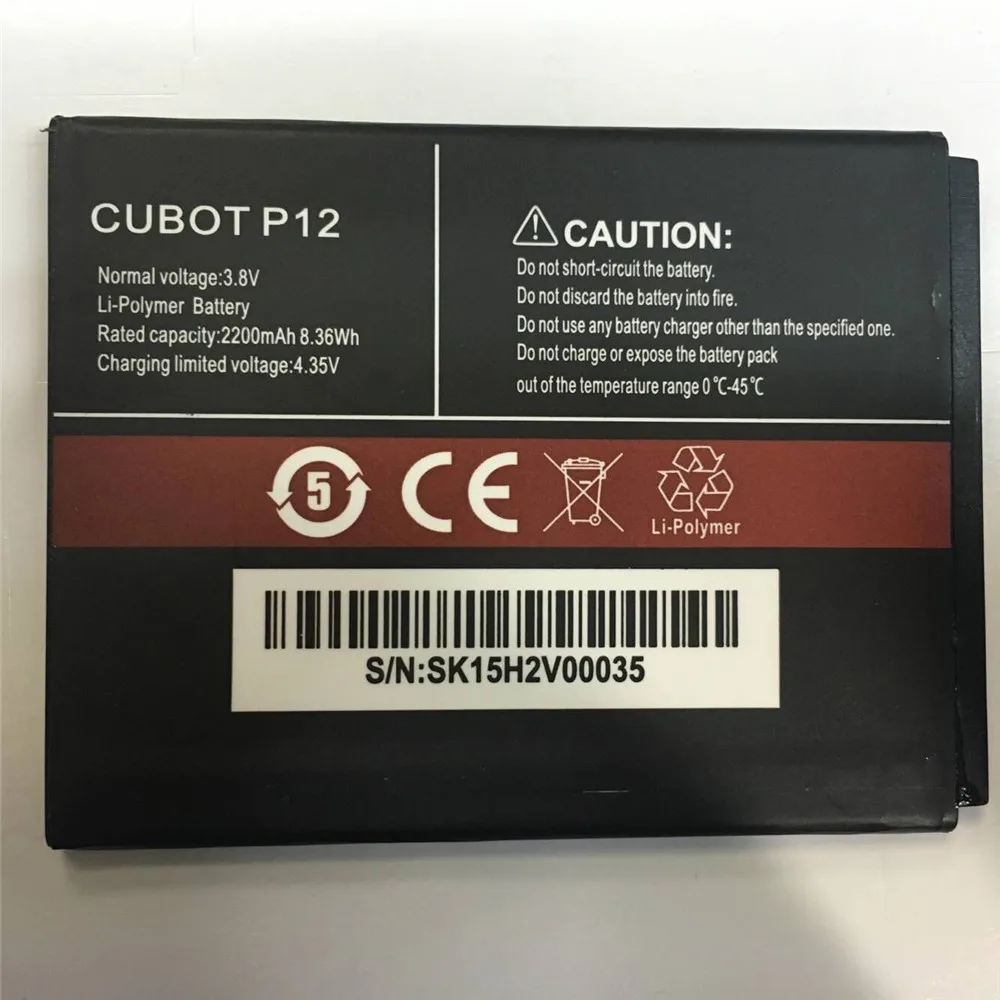 CUBOT P12
Normal voltage:3.8V
Li-Polymer Battery
Rated capacity:2200mAh 8.36Wh
Charging limited voltage:4.35V
CAUTION:
Do not short-circuit the battery.
Do not discard the battery into fire.
Do not use any battery charger other than the specified one.
Do not charge or expose the battery pack
out of the temperature range 0℃-45℃
5
CE
Li-Polymer
S/N:SK15H2V00035